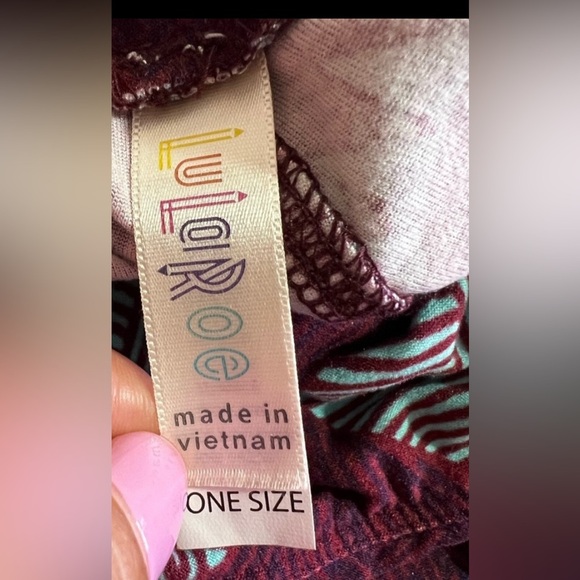 LuLaRoe
made in
vietnam
ONE SIZE